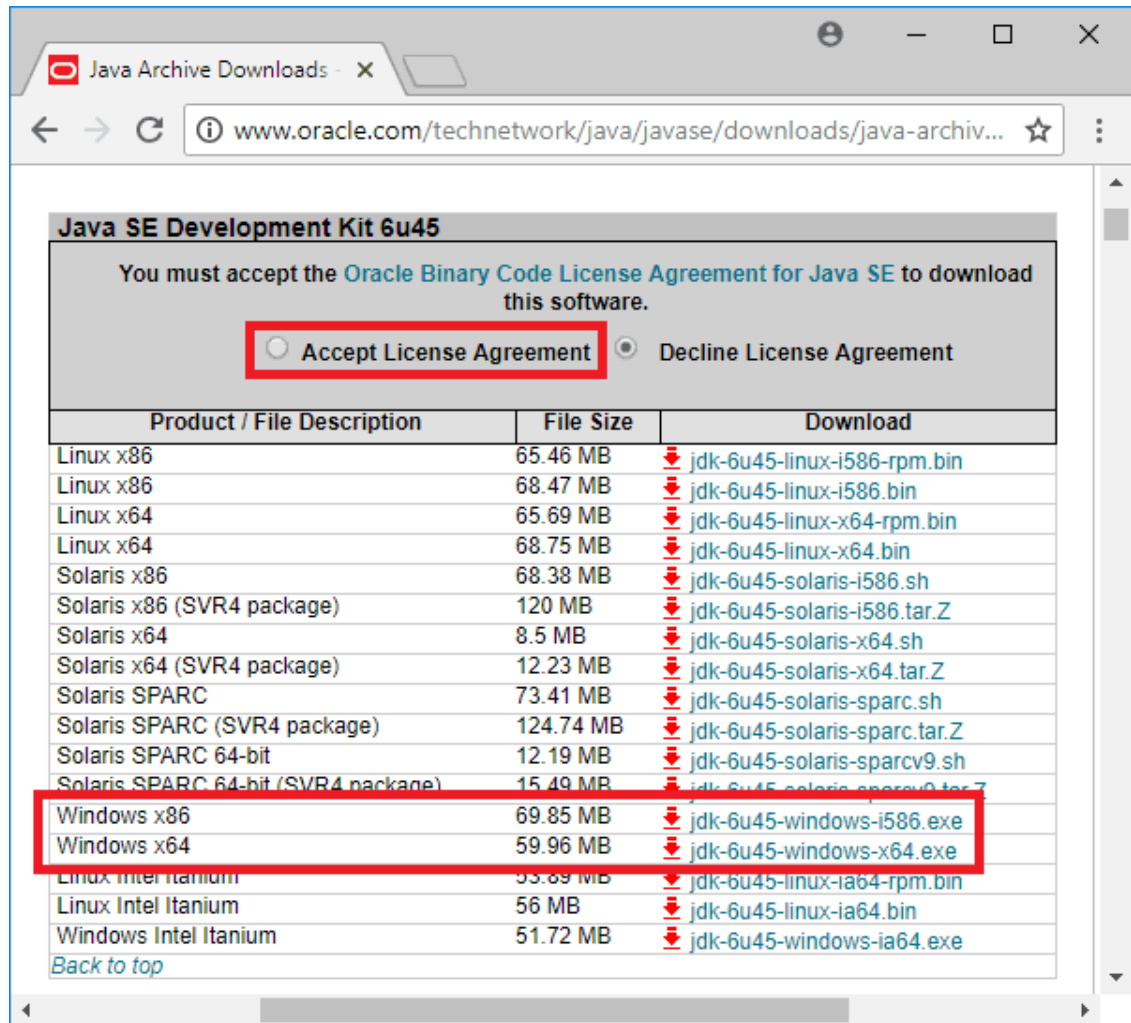 Java Archive Downloads -
www.oracle.com/technetwork/java/javase/downloads/java-archiv...
Java SE Development Kit 6u45
You must accept the Oracle Binary Code License Agreement for Java SE to download
this software.
Accept License Agreement Decline License Agreement
Product / File Description File Size Download
Linux x86 65.46 MB jdk-6u45-linux-i586-rpm.bin
Linux x86 68.47 MB jdk-6u45-linux-i586.bin
Linux x64 65.69 MB jdk-6u45-linux-x64-rpm.bin
Linux x64 68.75 MB jdk-6u45-linux-x64.bin
Solaris x86 68.38 MB jdk-6u45-solaris-i586.sh
Solaris x86 (SVR4 package) 120 MB jdk-6u45-solaris-i586.tar.Z
Solaris x64 8.5 MB jdk-6u45-solaris-x64.sh
Solaris x64 (SVR4 package) 12.23 MB jdk-6u45-solaris-x64.tar.Z
Solaris SPARC 73.41 MB jdk-6u45-solaris-sparc.sh
Solaris SPARC (SVR4 package) 124.74 MB jdk-6u45-solaris-sparc.tar.Z
Solaris SPARC 64-bit 12.19 MB jdk-6u45-solaris-sparcv9.sh
Solaris SPARC 64-bit (SVR4 package) 15.49 MB jdk-6u45-solaris-sparcv9.tar.Z
Windows x86 69.85 MB jdk-6u45-windows-i586.exe
Windows x64 59.96 MB jdk-6u45-windows-x64.exe
Linux Intel Itanium 53.89 MB jdk-6u45-linux-ia64-rpm.bin
Linux Intel Itanium 56 MB jdk-6u45-linux-ia64.bin
Windows Intel Itanium 51.72 MB jdk-6u45-windows-ia64.exe
Back to top